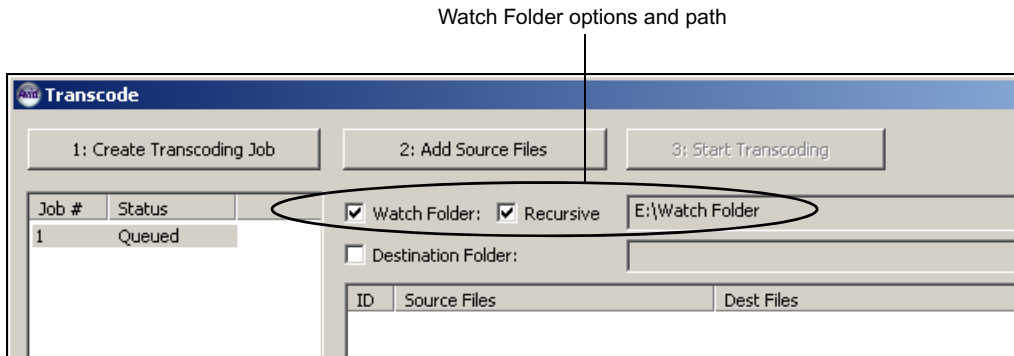 Watch Folder options and path
Avid Transcode
1: Create Transcoding Job
2: Add Source Files
3: Start Transcoding
Job # Status
1 Queued
Watch Folder: Recursive E:\Watch Folder
Destination Folder:
ID Source Files Dest Files